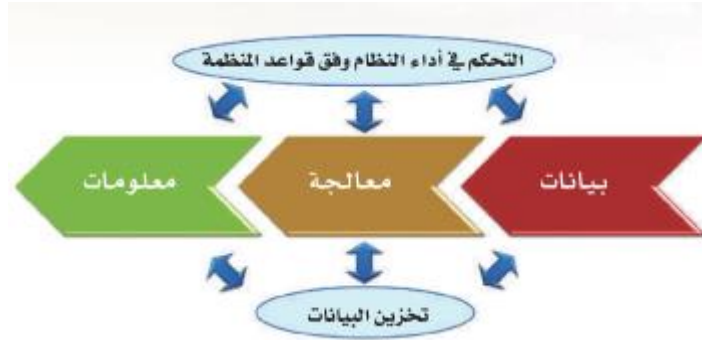 التحكم في أداء النظام وفق قواعد المنظمة
بيانات
معالجة
معلومات
تخزين البيانات